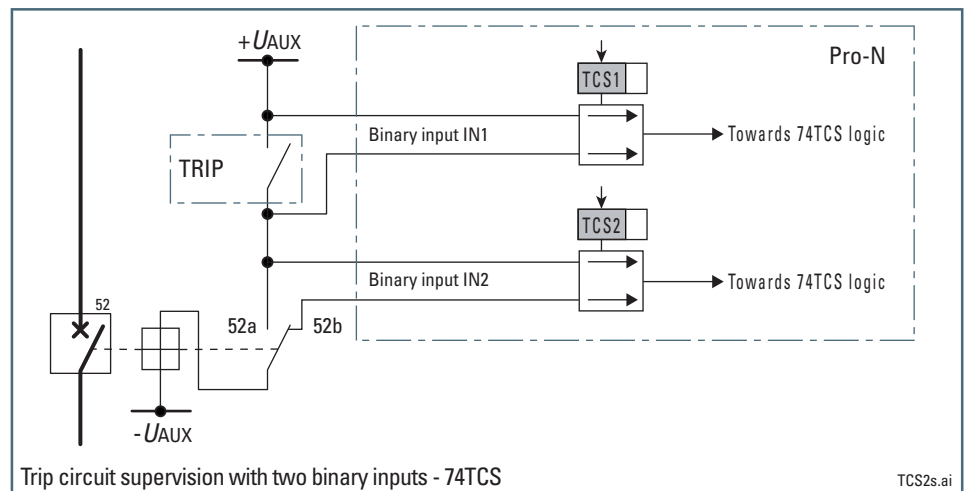 +UAUX
Pro-N
TCS1
Binary input IN1
Towards 74TCS logic
TRIP
TCS2
Binary input IN2
Towards 74TCS logic
52
52a
52b
-UAUX
Trip circuit supervision with two binary inputs - 74TCS
TCS2s.ai